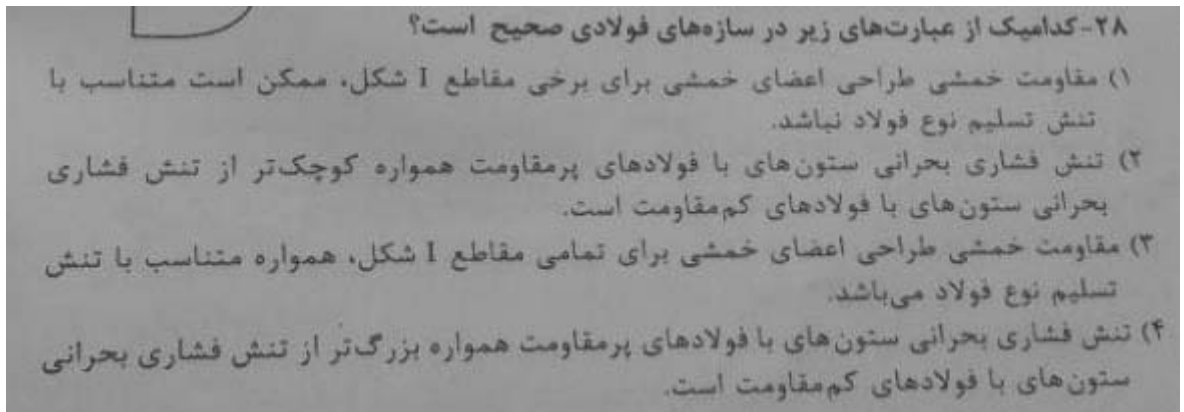 ۲۸-کدامیک از عبارت‌های زیر در سازه‌های فولادی صحیح است؟
۱) مقاومت خمشی طراحی اعضای خمشی برای برخی مقاطع I شکل، ممکن است متناسب با
تنش تسلیم نوع فولاد نباشد.
۲) تنش فشاری بحرانی ستون‌های با فولادهای پرمقاومت همواره کوچک‌تر از تنش فشاری
بحرانی ستون‌های با فولادهای کم‌مقاومت است.
۳) مقاومت خمشی طراحی اعضای خمشی برای تمامی مقاطع I شکل، همواره متناسب با تنش
تسلیم نوع فولاد می‌باشد.
۴) تنش فشاری بحرانی ستون‌های با فولادهای پرمقاومت همواره بزرگ‌تر از تنش فشاری بحرانی
ستون‌های با فولادهای کم‌مقاومت است.